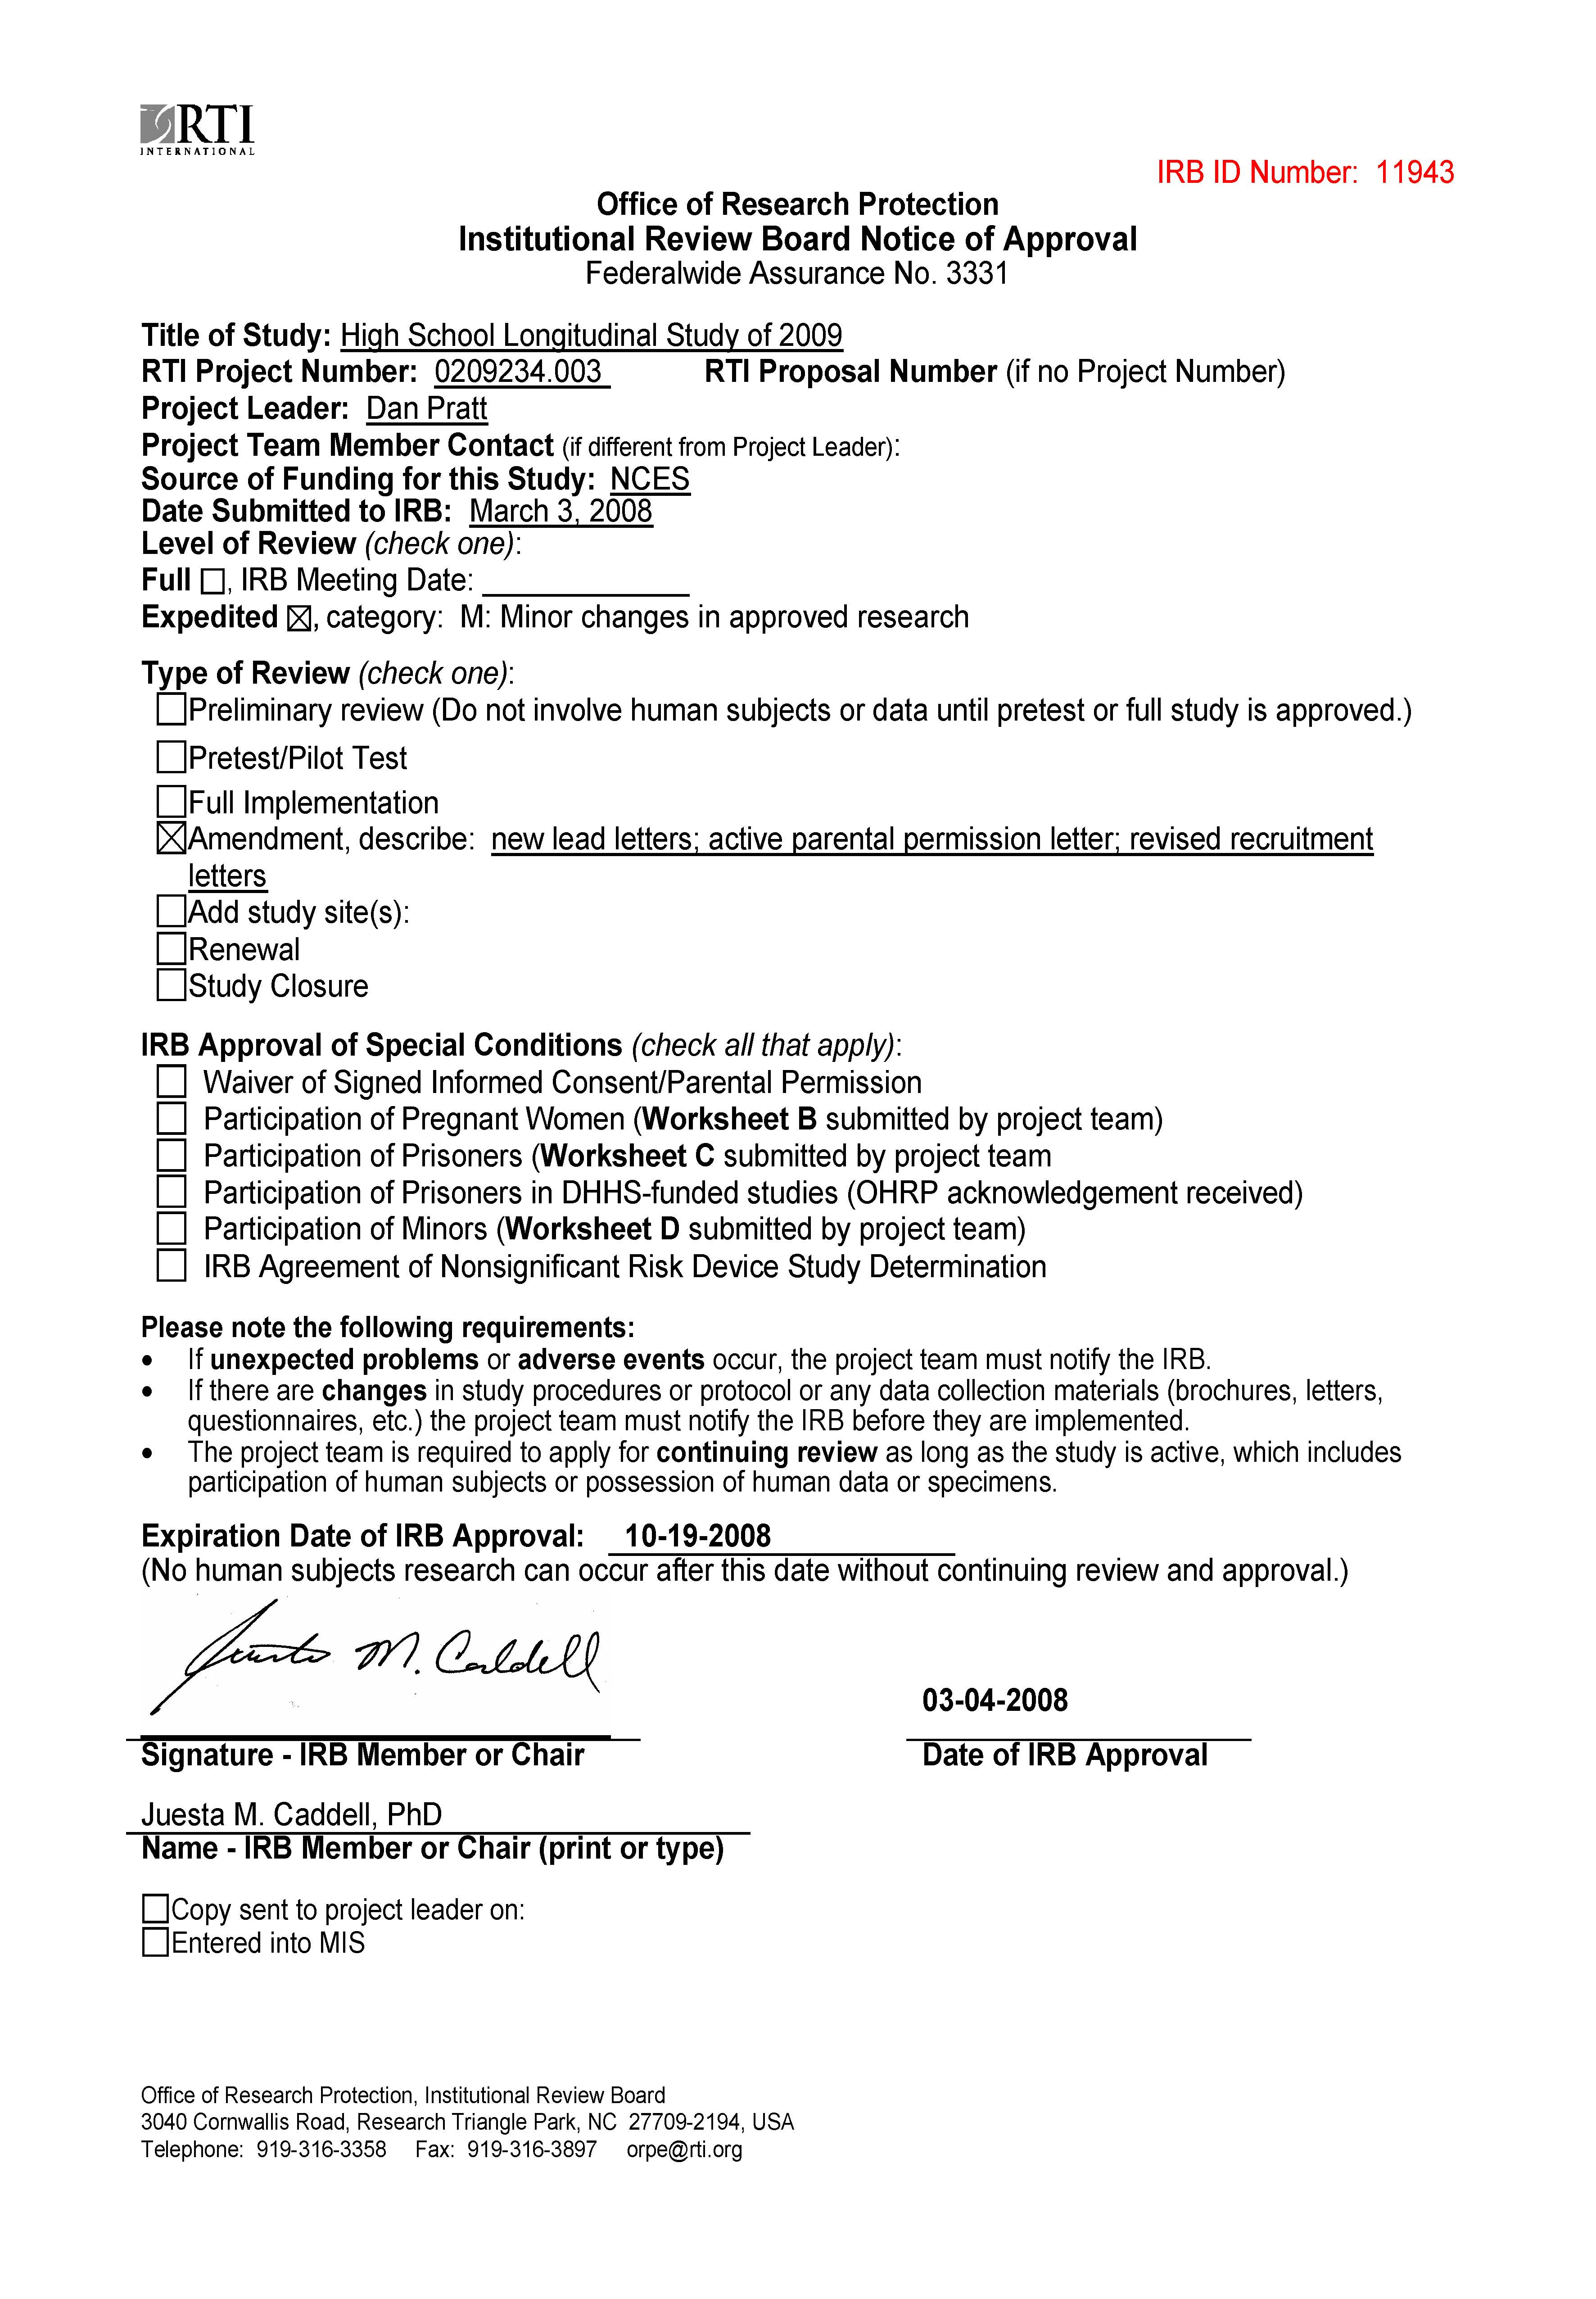 RTI
INTERNATIONAL
IRB ID Number: 11943
Office of Research Protection
Institutional Review Board Notice of Approval
Federalwide Assurance No. 3331
Title of Study: High School Longitudinal Study of 2009
RTI Project Number: 0209234.003 RTI Proposal Number (if no Project Number)
Project Leader: Dan Pratt
Project Team Member Contact (if different from Project Leader):
Source of Funding for this Study: NCES
Date Submitted to IRB: March 3, 2008
Level of Review (check one):
Full ☐, IRB Meeting Date: ____________
Expedited ☒, category: M: Minor changes in approved research
Type of Review (check one):
☐Preliminary review (Do not involve human subjects or data until pretest or full study is approved.)
☐Pretest/Pilot Test
☐Full Implementation
☒Amendment, describe: new lead letters; active parental permission letter; revised recruitment
letters
☐Add study site(s):
☐Renewal
☐Study Closure
IRB Approval of Special Conditions (check all that apply):
☐ Waiver of Signed Informed Consent/Parental Permission
☐ Participation of Pregnant Women (Worksheet B submitted by project team)
☐ Participation of Prisoners (Worksheet C submitted by project team
☐ Participation of Prisoners in DHHS-funded studies (OHRP acknowledgement received)
☐ Participation of Minors (Worksheet D submitted by project team)
☐ IRB Agreement of Nonsignificant Risk Device Study Determination
Please note the following requirements:
• If unexpected problems or adverse events occur, the project team must notify the IRB.
• If there are changes in study procedures or protocol or any data collection materials (brochures, letters,
questionnaires, etc.) the project team must notify the IRB before they are implemented.
• The project team is required to apply for continuing review as long as the study is active, which includes
participation of human subjects or possession of human data or specimens.
Expiration Date of IRB Approval: 10-19-2008
(No human subjects research can occur after this date without continuing review and approval.)
Juesta M. Caddell
03-04-2008
Signature - IRB Member or Chair Date of IRB Approval
Juesta M. Caddell, PhD
Name - IRB Member or Chair (print or type)
☐Copy sent to project leader on:
☐Entered into MIS
Office of Research Protection, Institutional Review Board
3040 Cornwallis Road, Research Triangle Park, NC 27709-2194, USA
Telephone: 919-316-3358 Fax: 919-316-3897 orpe@rti.org